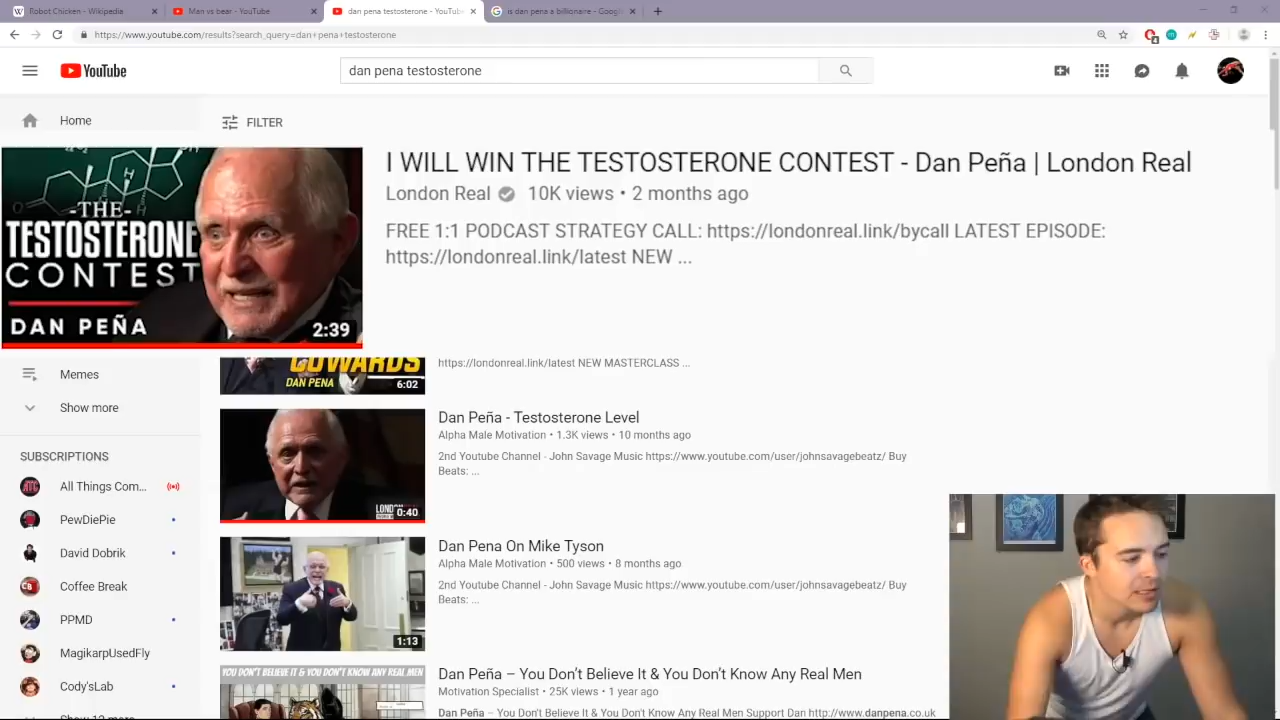 Robot Chicken - Wikipedia
Man vs bear - YouTube
dan pena testosterone - YouTub
is dan pena a billionaire - Googl
https://www.youtube.com/results?search_query=dan+pena+testosterone
YouTube
dan pena testosterone
Home
FILTER
-THE-
TESTOSTERONE
CONTEST
DAN PEÑA
2:39
I WILL WIN THE TESTOSTERONE CONTEST - Dan Peña | London Real
London Real 10K views • 2 months ago
FREE 1:1 PODCAST STRATEGY CALL: https://londonreal.link/bycall LATEST EPISODE:
https://londonreal.link/latest NEW ...
COWARDS
DAN PENA
6:02
https://londonreal.link/latest NEW MASTERCLASS ...
Memes
Show more
SUBSCRIPTIONS
All Things Com...
PewDiePie
David Dobrik
Coffee Break
PPMD
MagikarpUsedFly
Cody'sLab
Show 12 more
LONDON
0:40
Dan Peña - Testosterone Level
Alpha Male Motivation • 1.3K views • 10 months ago
2nd Youtube Channel - John Savage Music https://www.youtube.com/user/johnsavagebeatz/ Buy
Beats: ...
1:13
Dan Pena On Mike Tyson
Alpha Male Motivation • 500 views • 8 months ago
2nd Youtube Channel - John Savage Music https://www.youtube.com/user/johnsavagebeatz/ Buy
Beats: ...
YOU DON'T BELIEVE IT & YOU DON'T KNOW ANY REAL MEN
Dan Peña – You Don't Believe It & You Don't Know Any Real Men
Motivation Specialist • 25K views • 1 year ago
Dan Peña – You Don't Believe It & You Don't Know Any Real Men Support Dan http://www.danpena.co.uk